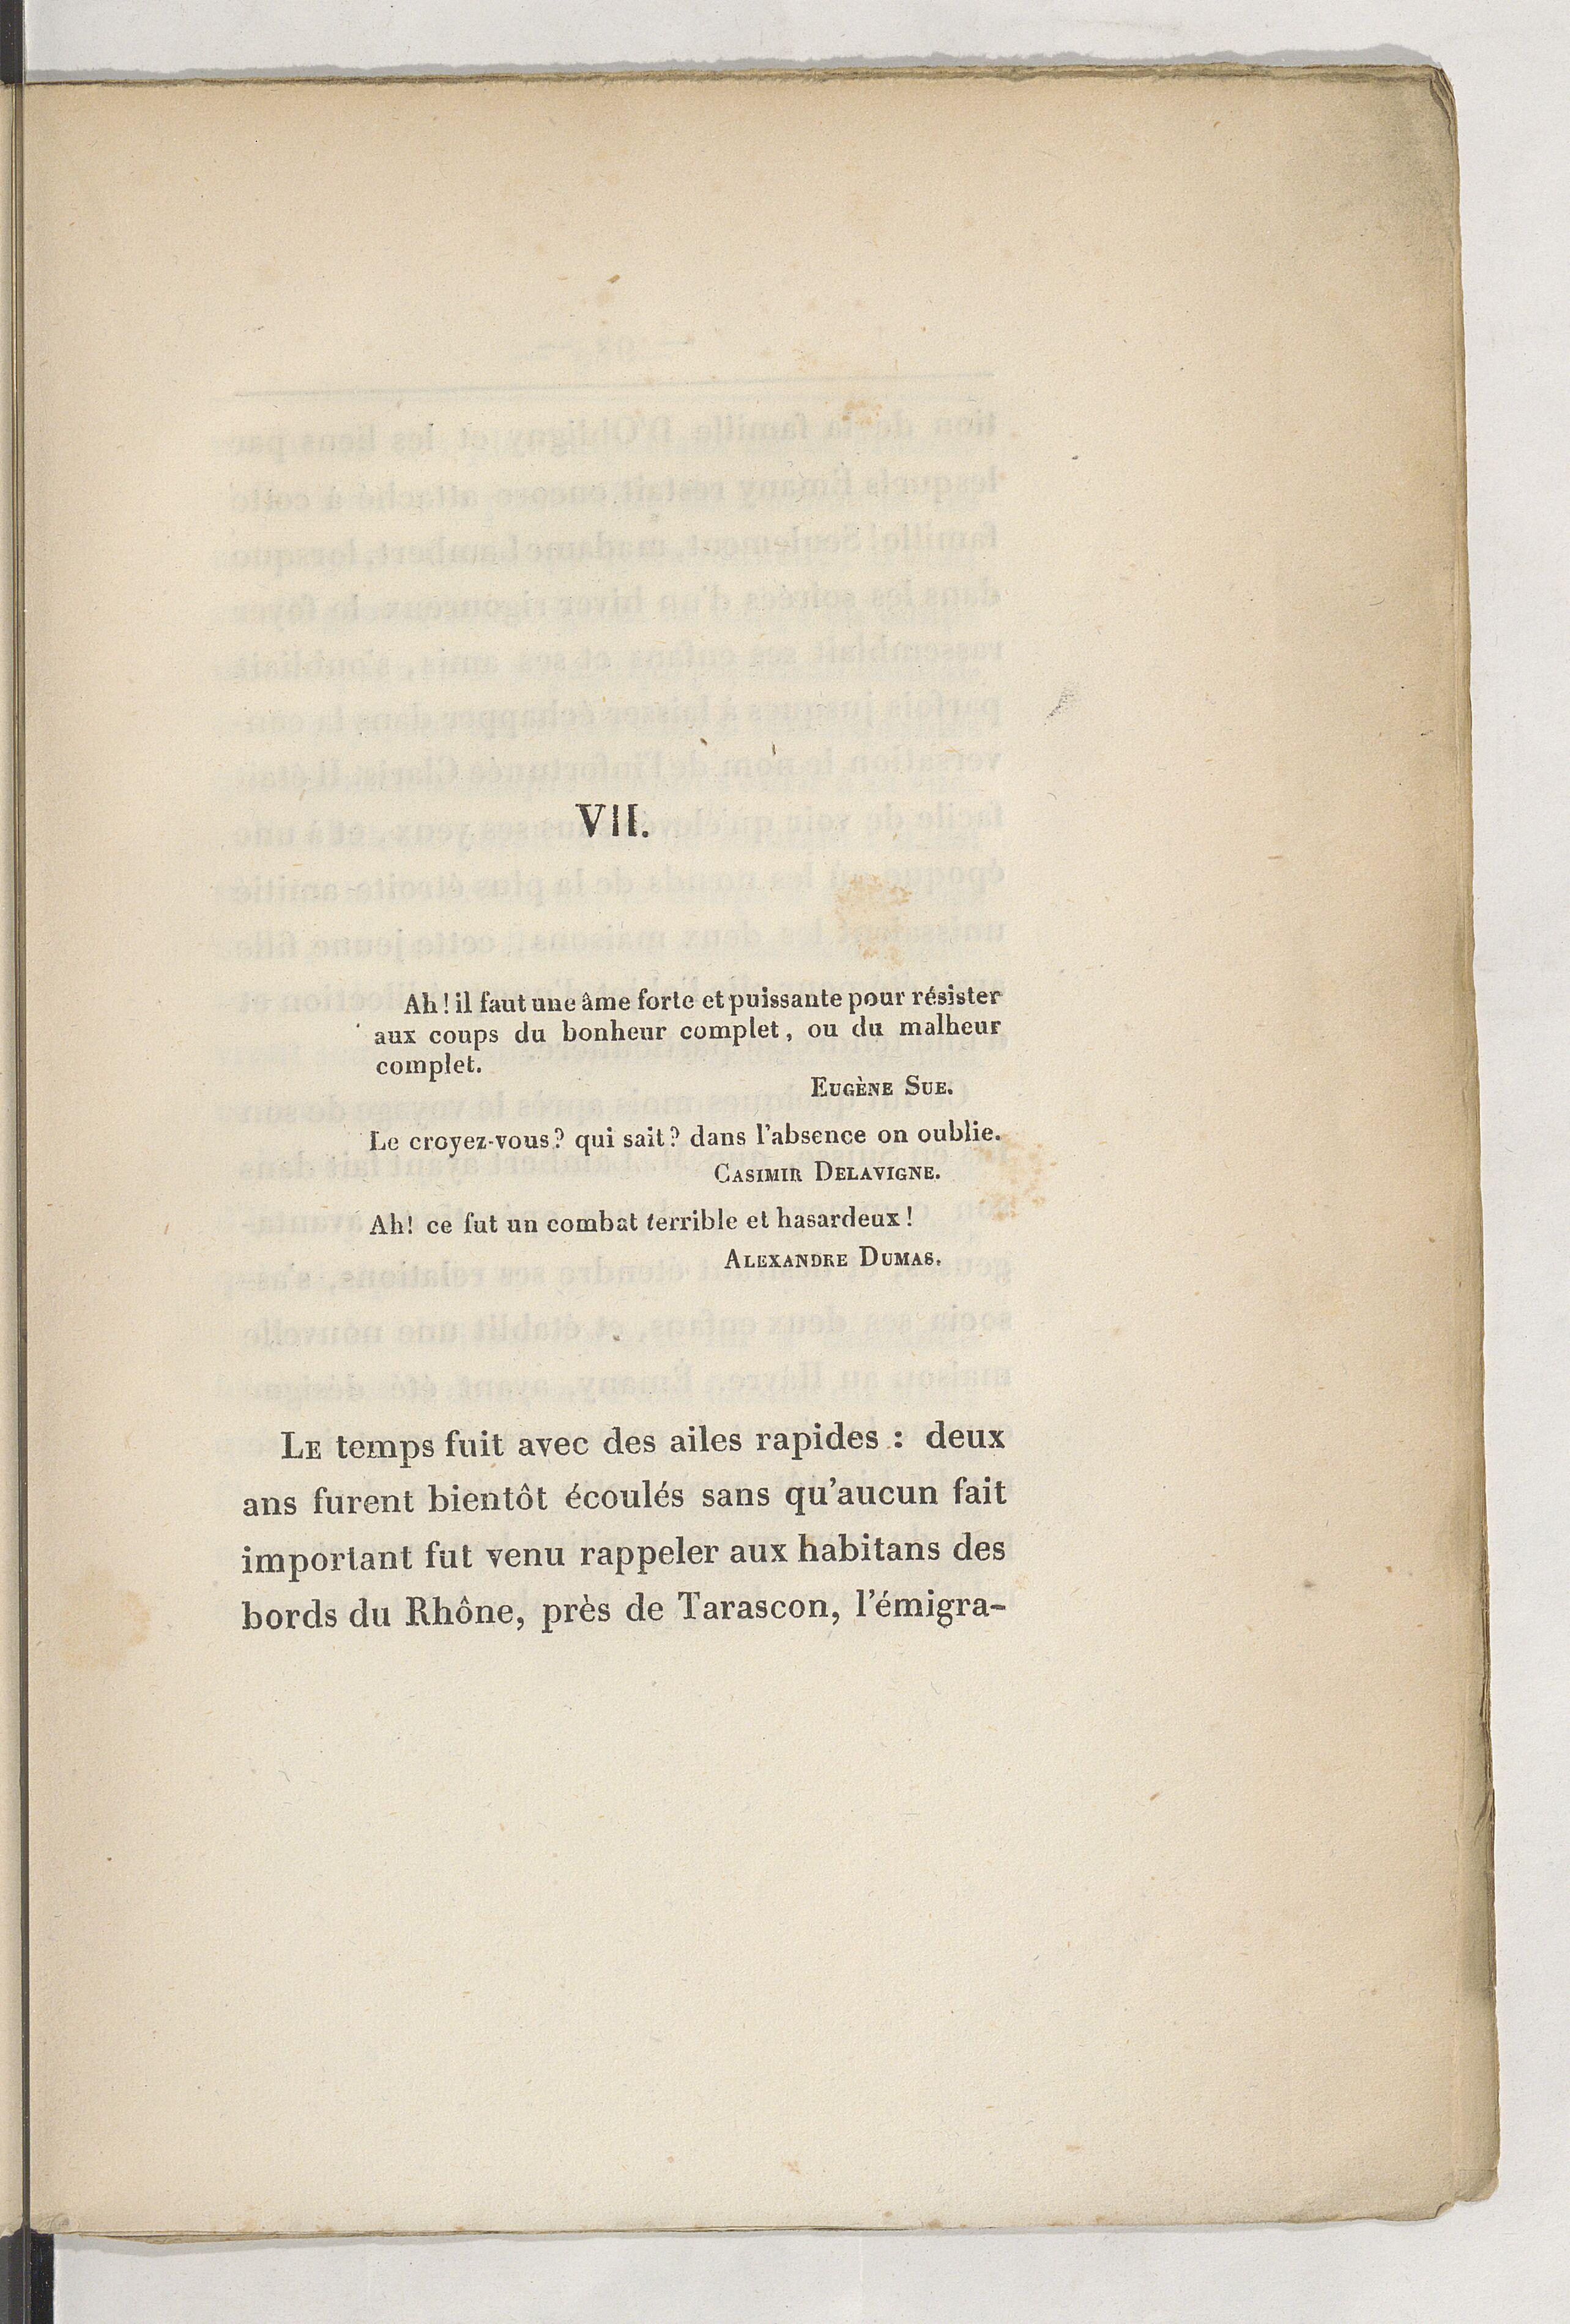 VII.
Ah ! il faut une âme forte et puissante pour résister
aux coups du bonheur complet, ou du malheur
complet.
EUGÈNE SUE.
Le croyez-vous ? qui sait ? dans l'absence on oublie.
CASIMIR DELAVIGNE.
Ah! ce fut un combat terrible et hasardeux !
ALEXANDRE DUMAS.
LE temps fuit avec des ailes rapides : deux
ans furent bientôt écoulés sans qu'aucun fait
important fut venu rappeler aux habitans des
bords du Rhône, près de Tarascon, l'émigra-